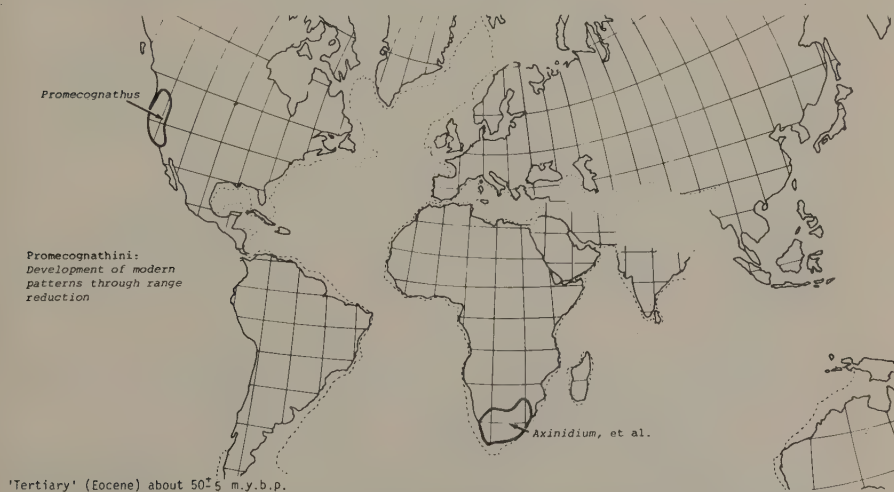 Promecognathus
Promecognathini:
Development of modern
patterns through range
reduction
Axinidium, et al.
'Tertiary' (Eocene) about 50±5 m.y.b.p.